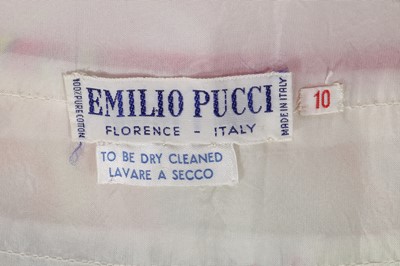 100% PURE COTTON
EMILIO PUCCI
FLORENCE - ITALY
MADE IN ITALY
10
TO BE DRY CLEANED
LAVARE A SECCO